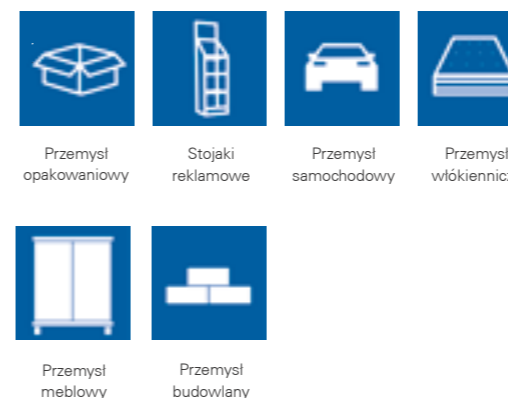 Przemysł
opakowaniowy
Stojaki
reklamowe
Przemysł
samochodowy
Przemysł
Przemysł
meblowy
Przemysł
budowlany